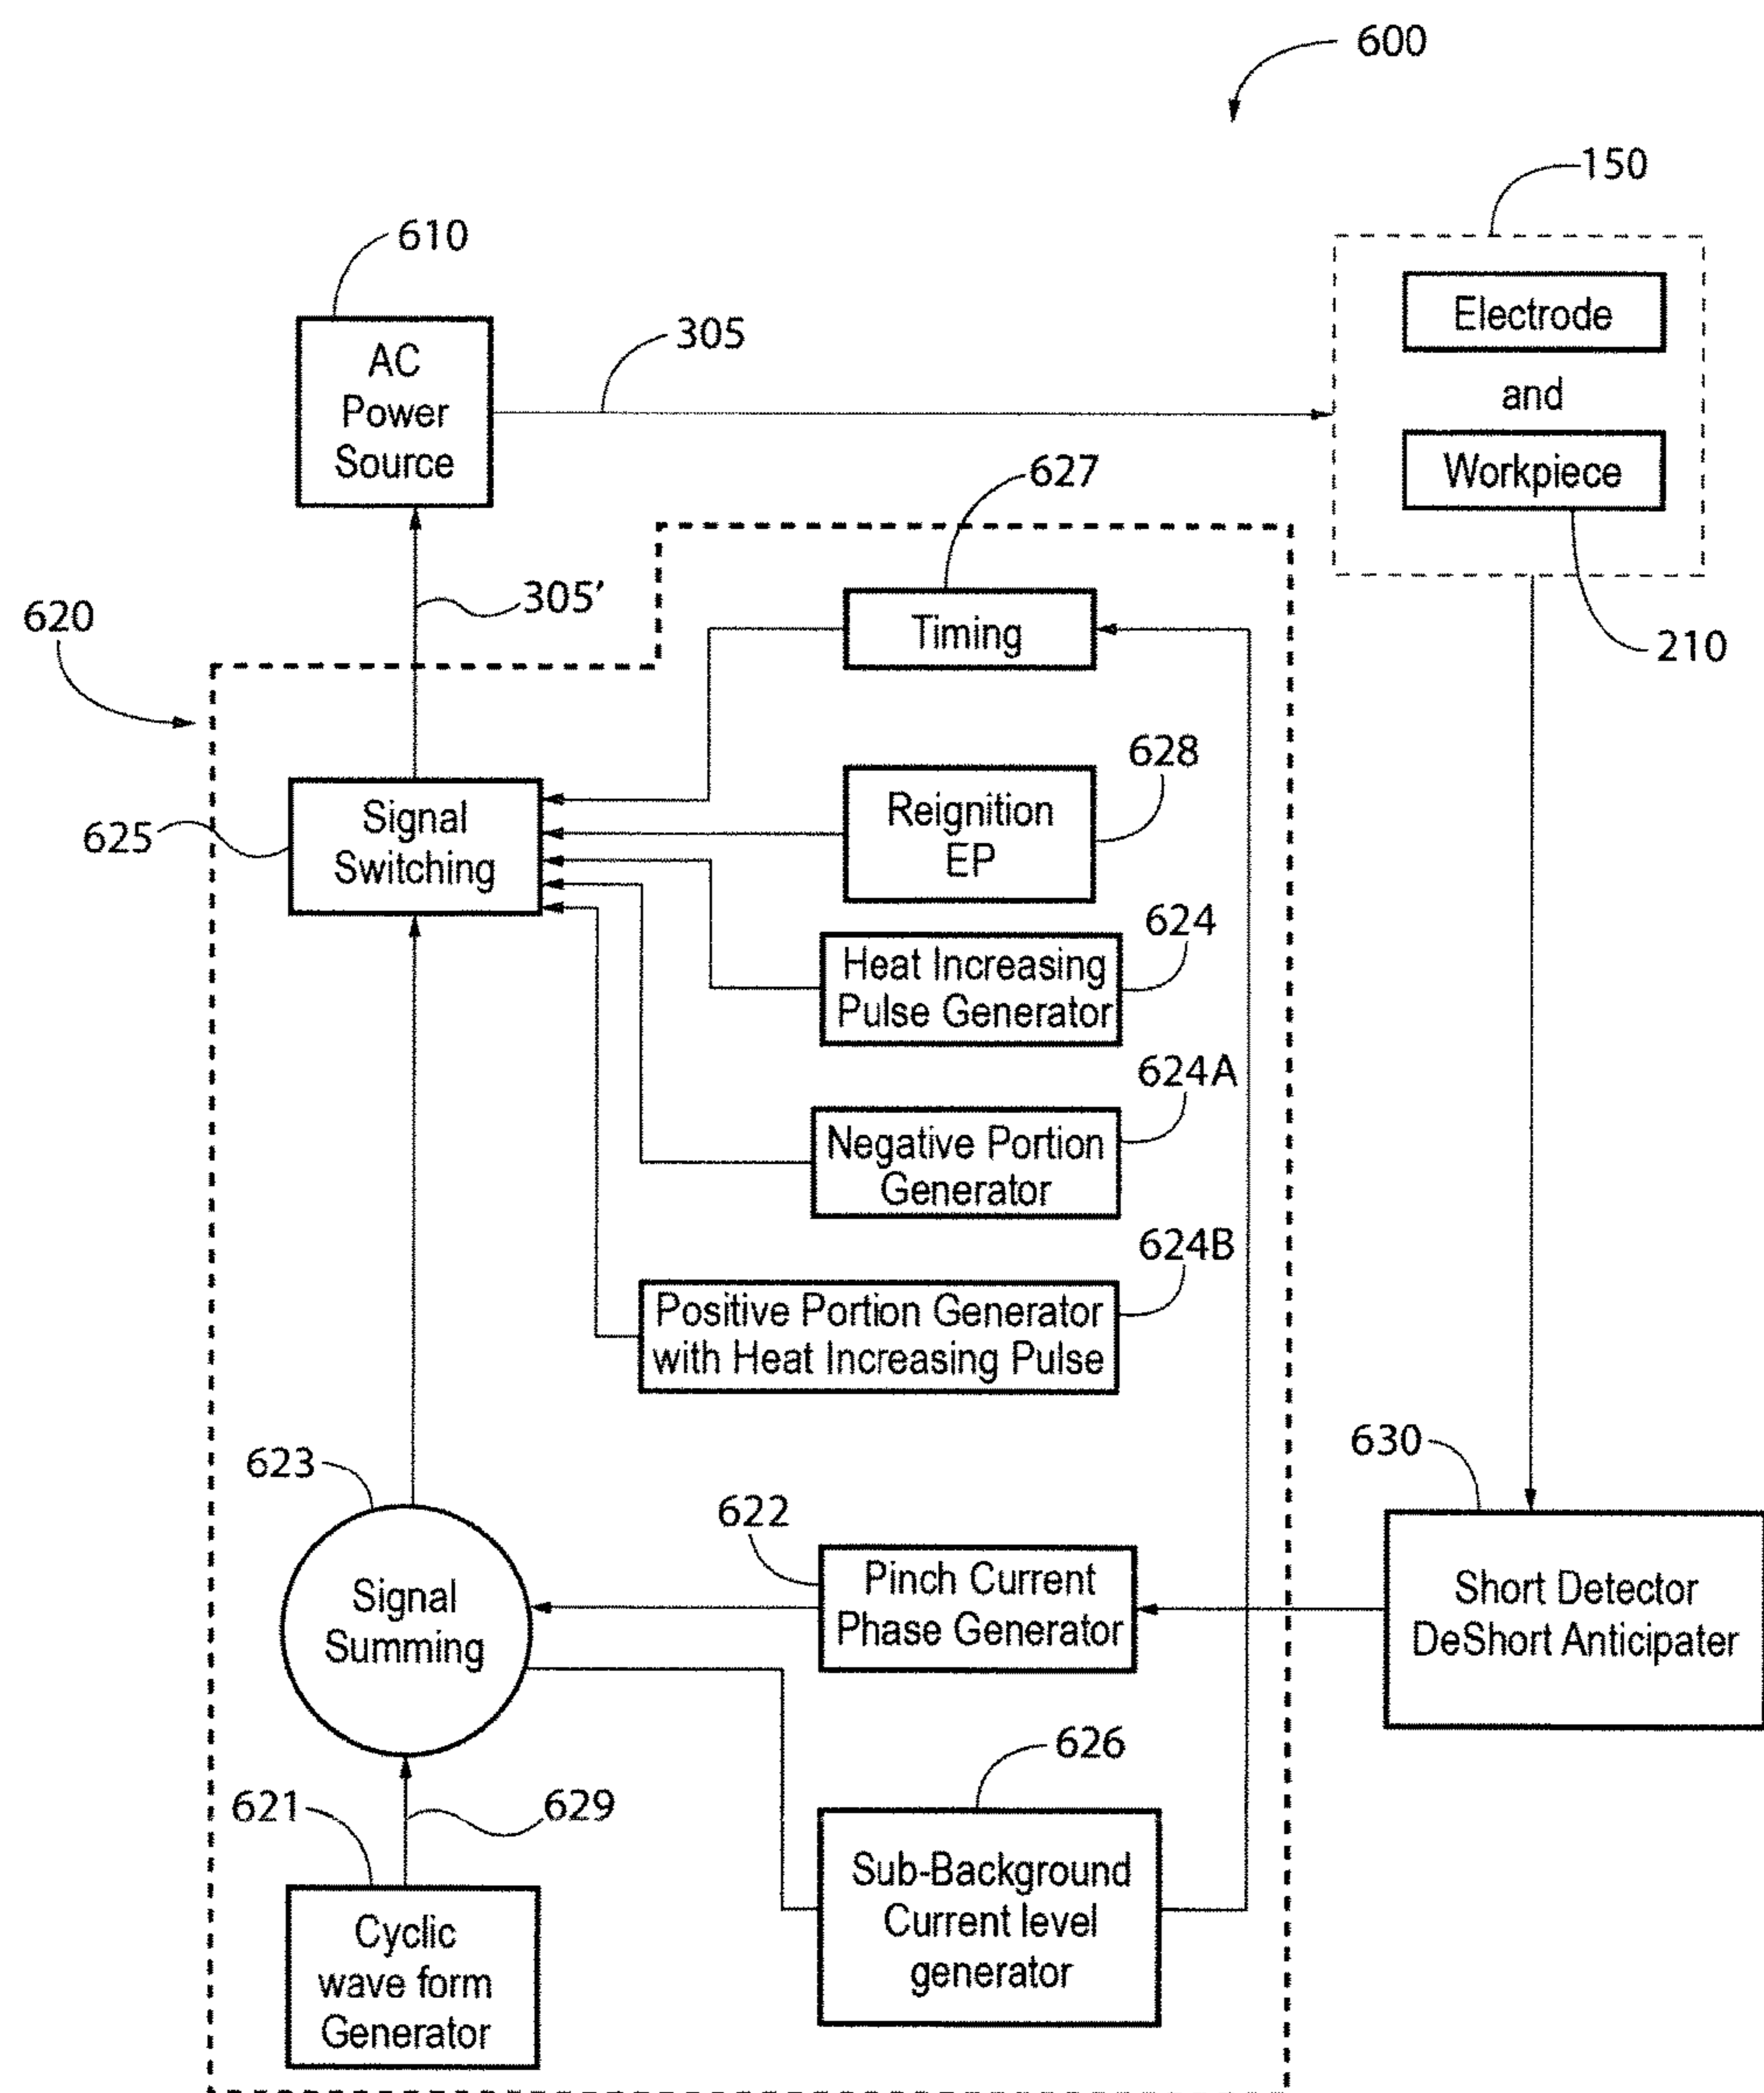 600
150
610
Electrode
305
AC
Power
Source
and
Workpiece
627
305’
620
Timing
210
628
Signal
Switching
625
Reignition
EP
624
Heat Increasing
Pulse Generator
624A
Negative Portion
Generator
624B
Positive Portion Generator
with Heat Increasing Pulse
623
630
622
Signal
Summing
Pinch Current
Phase Generator
Short Detector
DeShort Anticipater
626
621
629
Sub-Background
Current level
generator
Cyclic
wave form
Generator